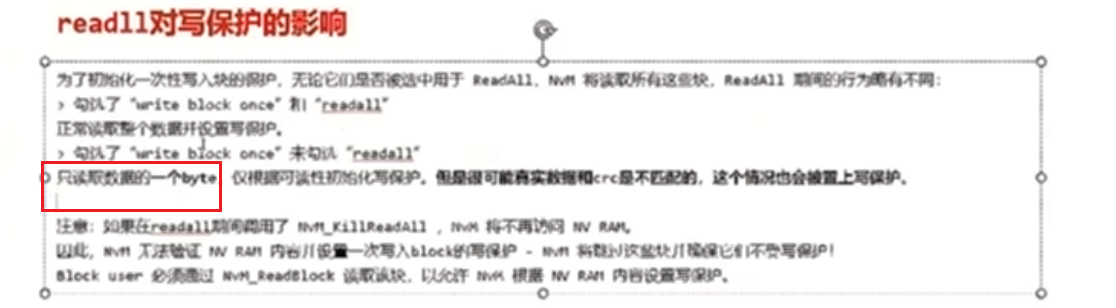 readll对写保护的影响
为了初始化一次性写入块的保护，无论它们是否被选中用于 ReadAll，NvM 将读取所有这些块，ReadAll 期间的行为略有不同：
> 勾选了 “write block once” 和 “readall”
正常读取整个数据并设置写保护。
> 勾选了 “write block once” 未勾选 “readall”
只读取数据的一个byte 仅根据可读性初始化写保护。但是很可能真实数据和crc是不匹配的，这个情况也会被置上写保护。
注意：如果在readall期间调用了 NvM_KillReadAll ，NvM 将不再访问 NV RAM。
因此，NvM 无法验证 NV RAM 内容并设置一次写入block的写保护 - NvM 将跳过这些块并确保它们不受写保护！
Block user 必须通过 NvM_ReadBlock 读取该块，以允许 NvM 根据 NV RAM 内容设置写保护。